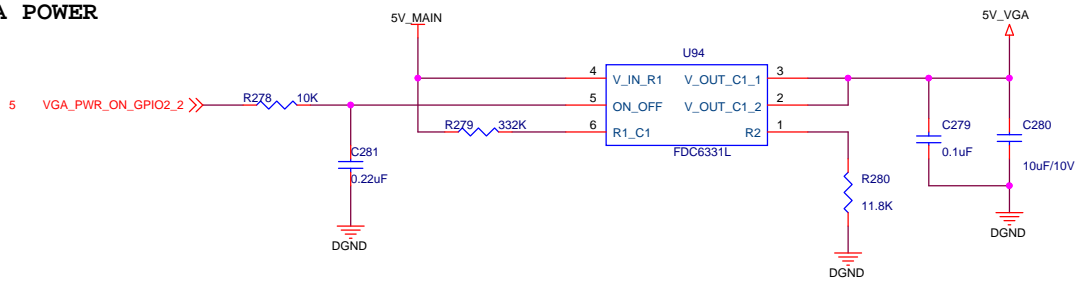 A POWER
5V_MAIN
5V_VGA
U94
4 V_IN_R1 V_OUT_C1_1 3
5 VGA_PWR_ON_GPIO2_2 R278 10K 5 ON_OFF V_OUT_C1_2 2
R279 332K 6 R1_C1 R2 1
FDC6331L
C279
0.1uF
C280
10uF/10V
C281
0.22uF
R280
11.8K
DGND
DGND
DGND